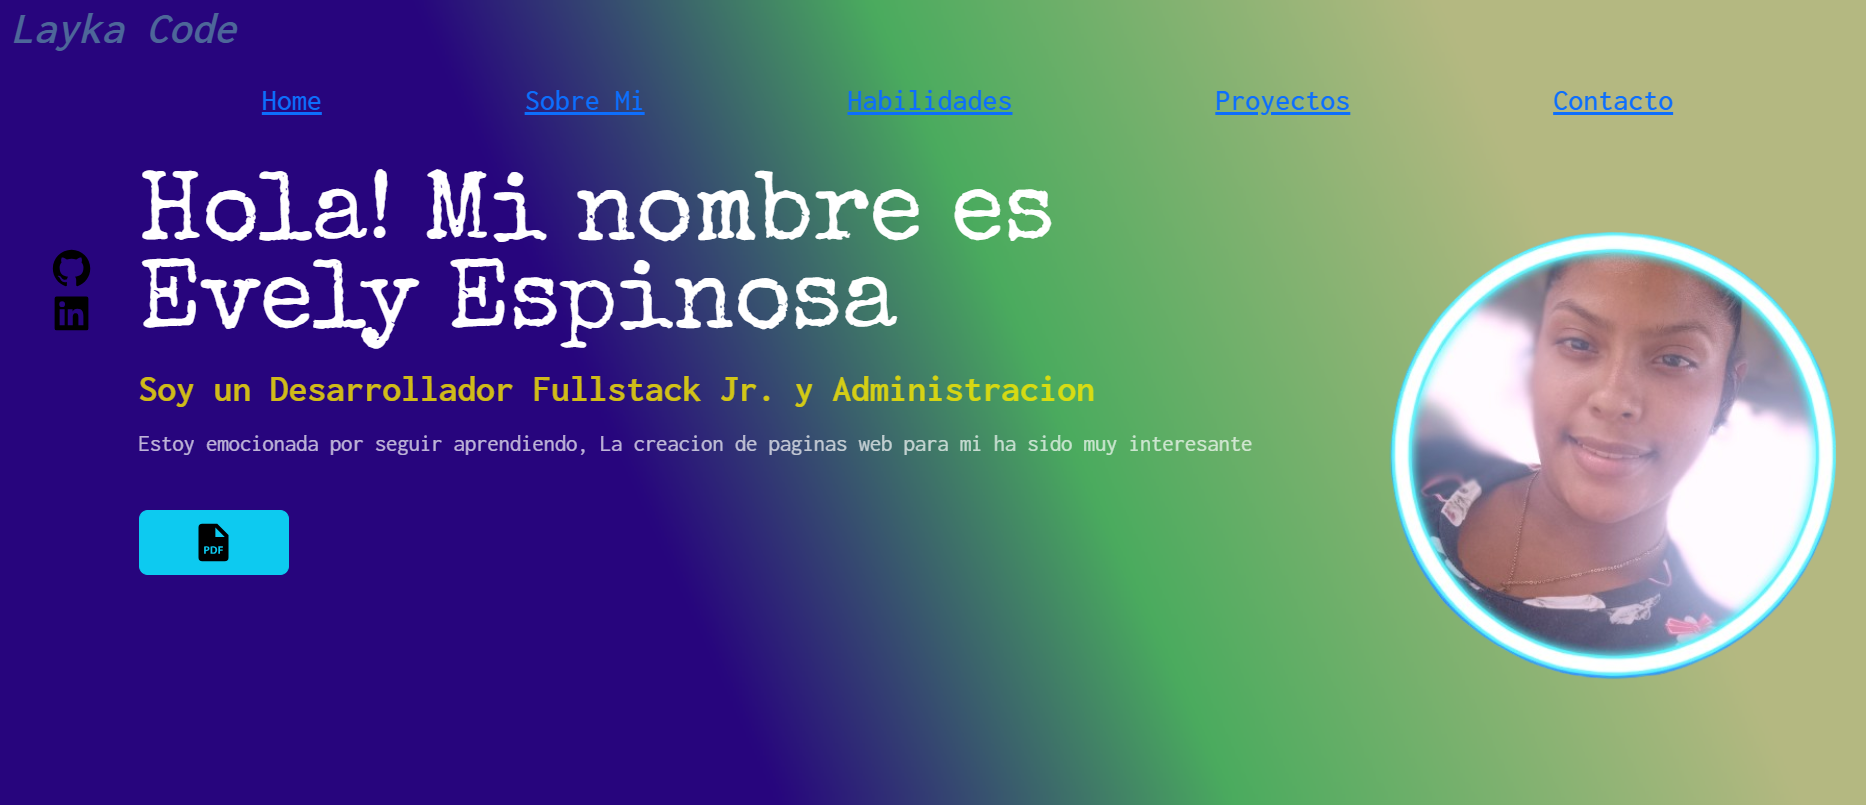 Layka Code
Home Sobre Mi Habilidades Proyectos Contacto
Hola! Mi nombre es
Evely Espinosa
Soy un Desarrollador Fullstack Jr. y Administracion
Estoy emocionada por seguir aprendiendo, La creacion de paginas web para mi ha sido muy interesante
in
PDF